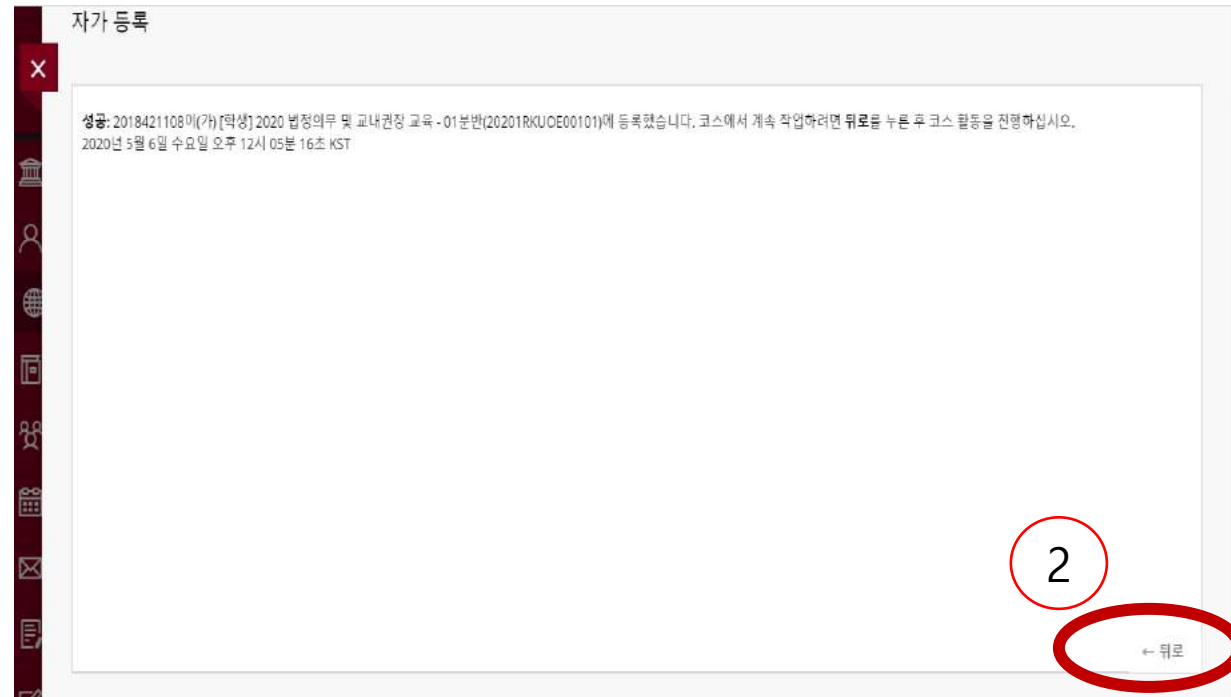 자가 등록
X
성공: 2018421108이(가) [학생] 2020 법정의무 및 교내권장 교육 - 01분반(20201RKUOE00101)에 등록했습니다. 코스에서 계속 작업하려면 뒤로를 누른 후 코스 활동을 진행하십시오.
2020년 5월 6일 수요일 오후 12시 05분 16초 KST
2
← 뒤로